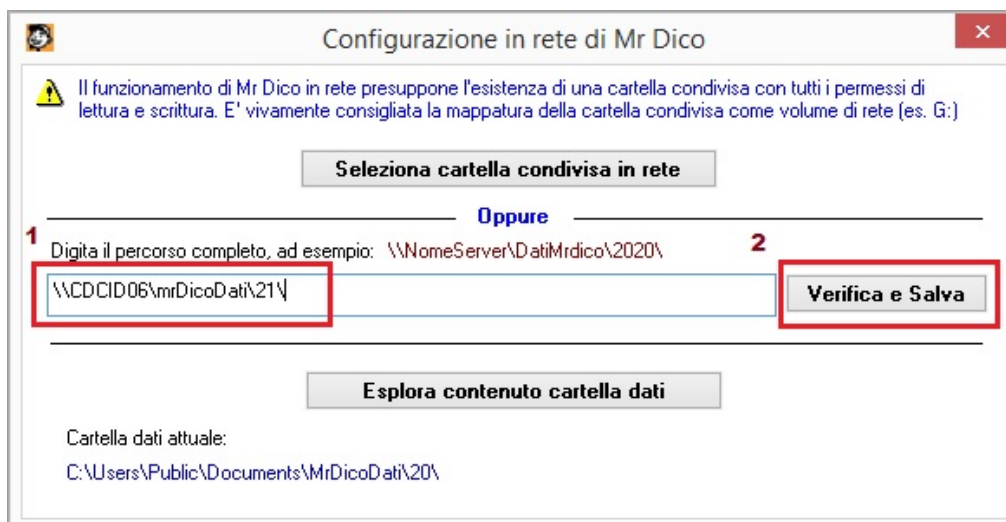 Configurazione in rete di Mr Dico
Il funzionamento di Mr Dico in rete presuppone l'esistenza di una cartella condivisa con tutti i permessi di
lettura e scrittura. E' vivamente consigliata la mappatura della cartella condivisa come volume di rete (es. G:)
Seleziona cartella condivisa in rete
Oppure
1 Digita il percorso completo, ad esempio: \\NomeServer\DatiMrdico\2020\ 2
\\CDCID06\mrDicoDati\21\ Verifica e Salva
Esplora contenuto cartella dati
Cartella dati attuale:
C:\Users\Public\Documents\MrDicoDati\20\